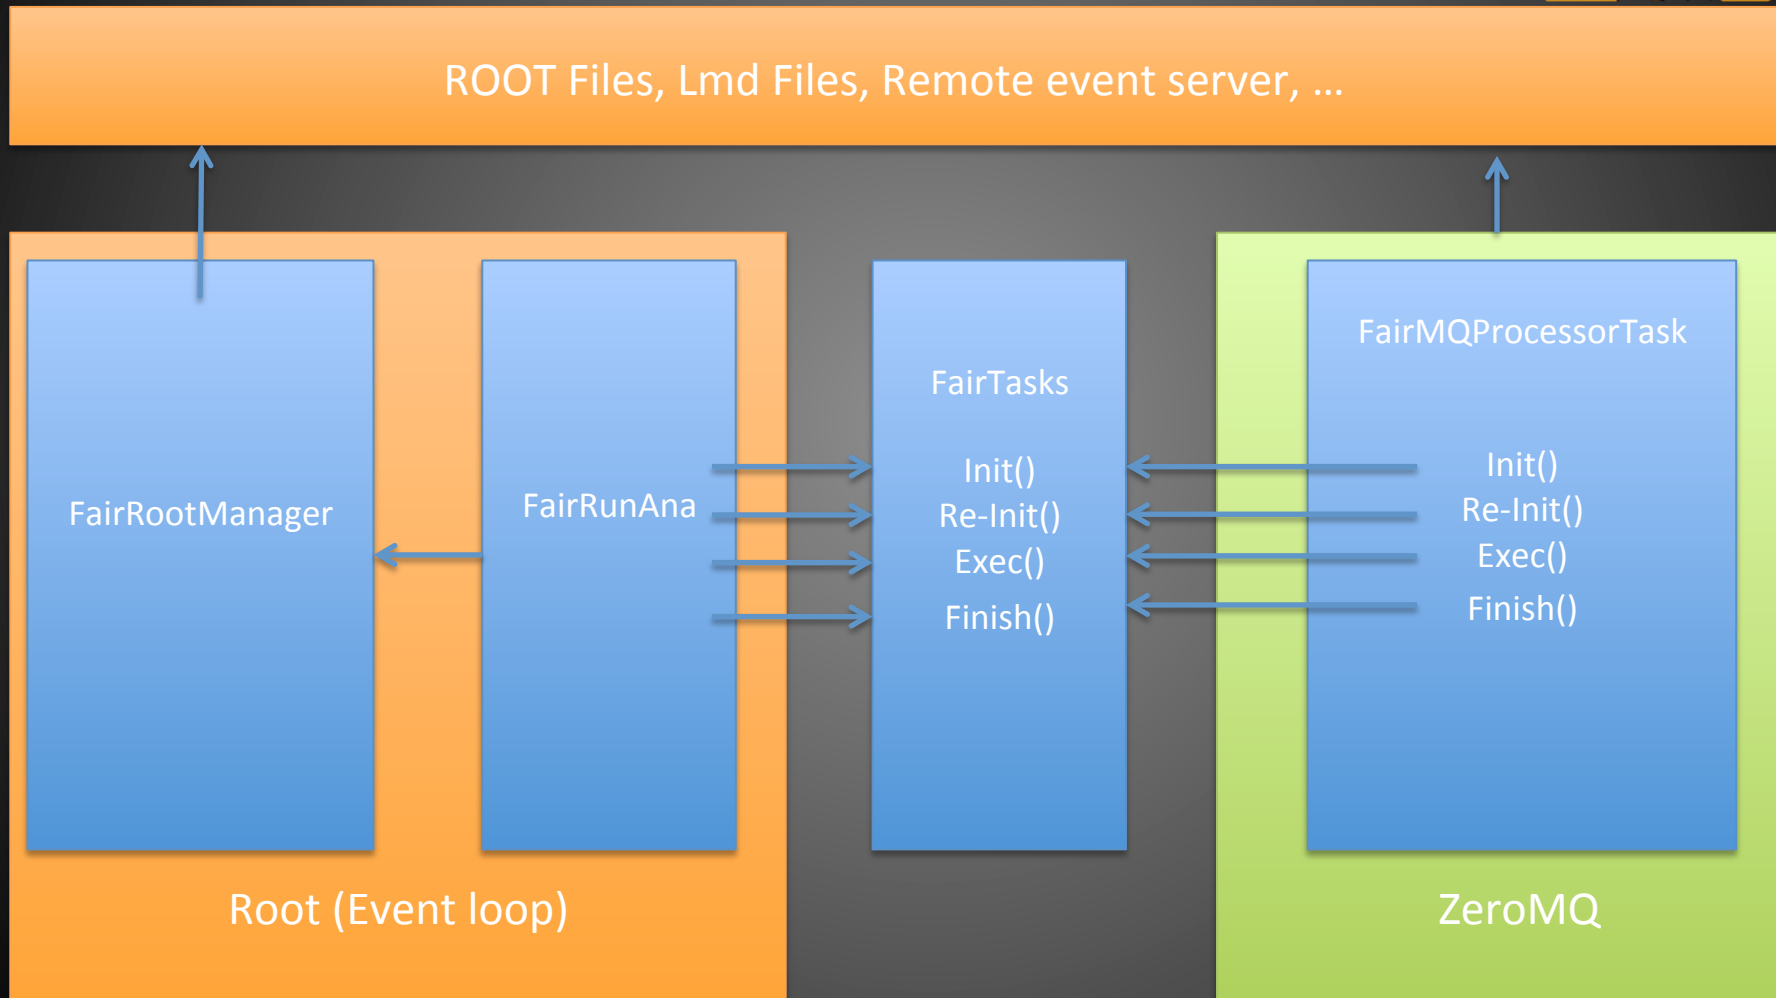 ROOT Files, Lmd Files, Remote event server, ...
FairRootManager
FairRunAna
Root (Event loop)
FairTasks
Init()
Re-Init()
Exec()
Finish()
FairMQProcessorTask
Init()
Re-Init()
Exec()
Finish()
ZeroMQ